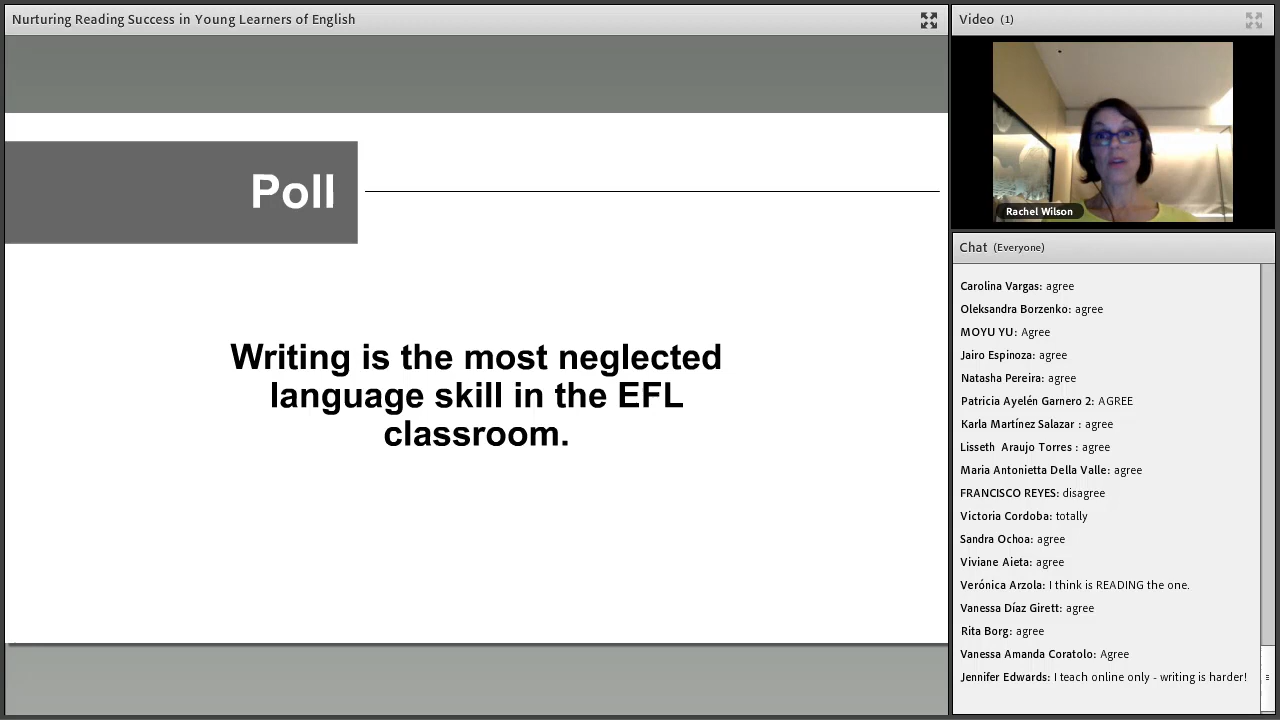 Nurturing Reading Success in Young Learners of English
Poll
Writing is the most neglected
language skill in the EFL
classroom.
Video (1)
Rachel Wilson
Chat (Everyone)
Carolina Vargas: agree
Oleksandra Borzenko: agree
MOYU YU: Agree
Jairo Espinoza: agree
Natasha Pereira: agree
Patricia Ayelén Garnero 2: AGREE
Karla Martínez Salazar : agree
Lisseth Araujo Torres : agree
Maria Antonietta Della Valle: agree
FRANCISCO REYES: disagree
Victoria Cordoba: totally
Sandra Ochoa: agree
Viviane Aieta: agree
Verónica Arzola: I think is READING the one.
Vanessa Díaz Girett: agree
Rita Borg: agree
Vanessa Amanda Coratolo: Agree
Jennifer Edwards: I teach online only - writing is harder!